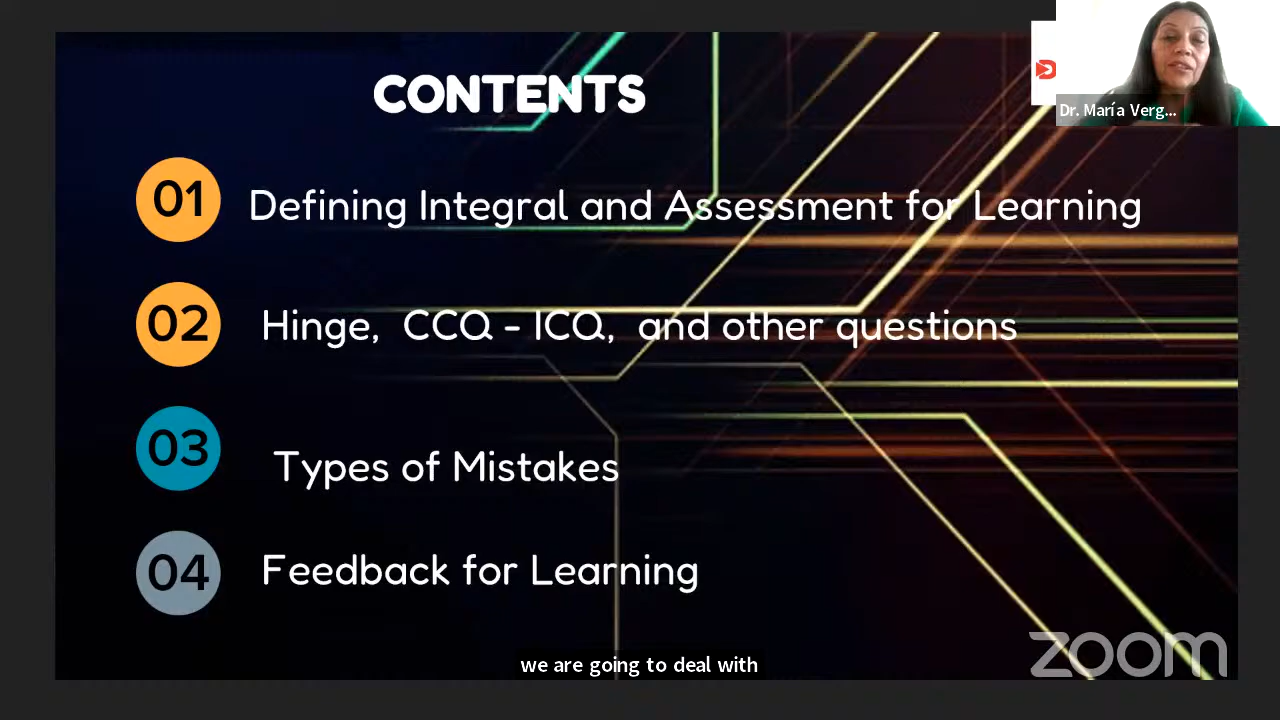 CONTENTS
Dr. María Verg...
01 Defining Integral and Assessment for Learning
02 Hinge, CCQ - ICQ, and other questions
03 Types of Mistakes
04 Feedback for Learning
we are going to deal with
zoom